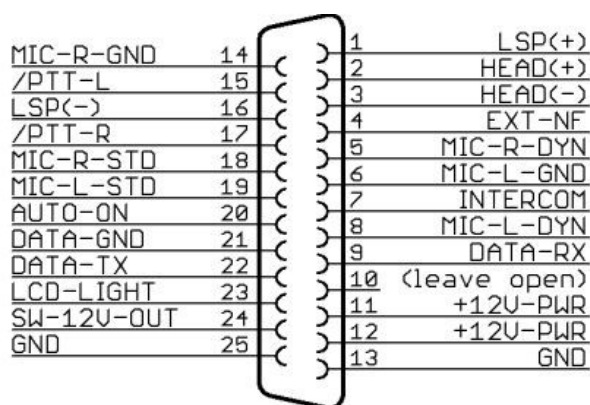 MIC-R-GND 14
/PTT-L 15
LSP(-) 16
/PTT-R 17
MIC-R-STD 18
MIC-L-STD 19
AUTO-ON 20
DATA-GND 21
DATA-TX 22
LCD-LIGHT 23
SW-12V-OUT 24
GND 25
1 LSP(+)
2 HEAD(+)
3 HEAD(-)
4 EXT-NF
5 MIC-R-DYN
6 MIC-L-GND
7 INTERCOM
8 MIC-L-DYN
9 DATA-RX
10 (leave open)
11 +12V-PWR
12 +12V-PWR
13 GND